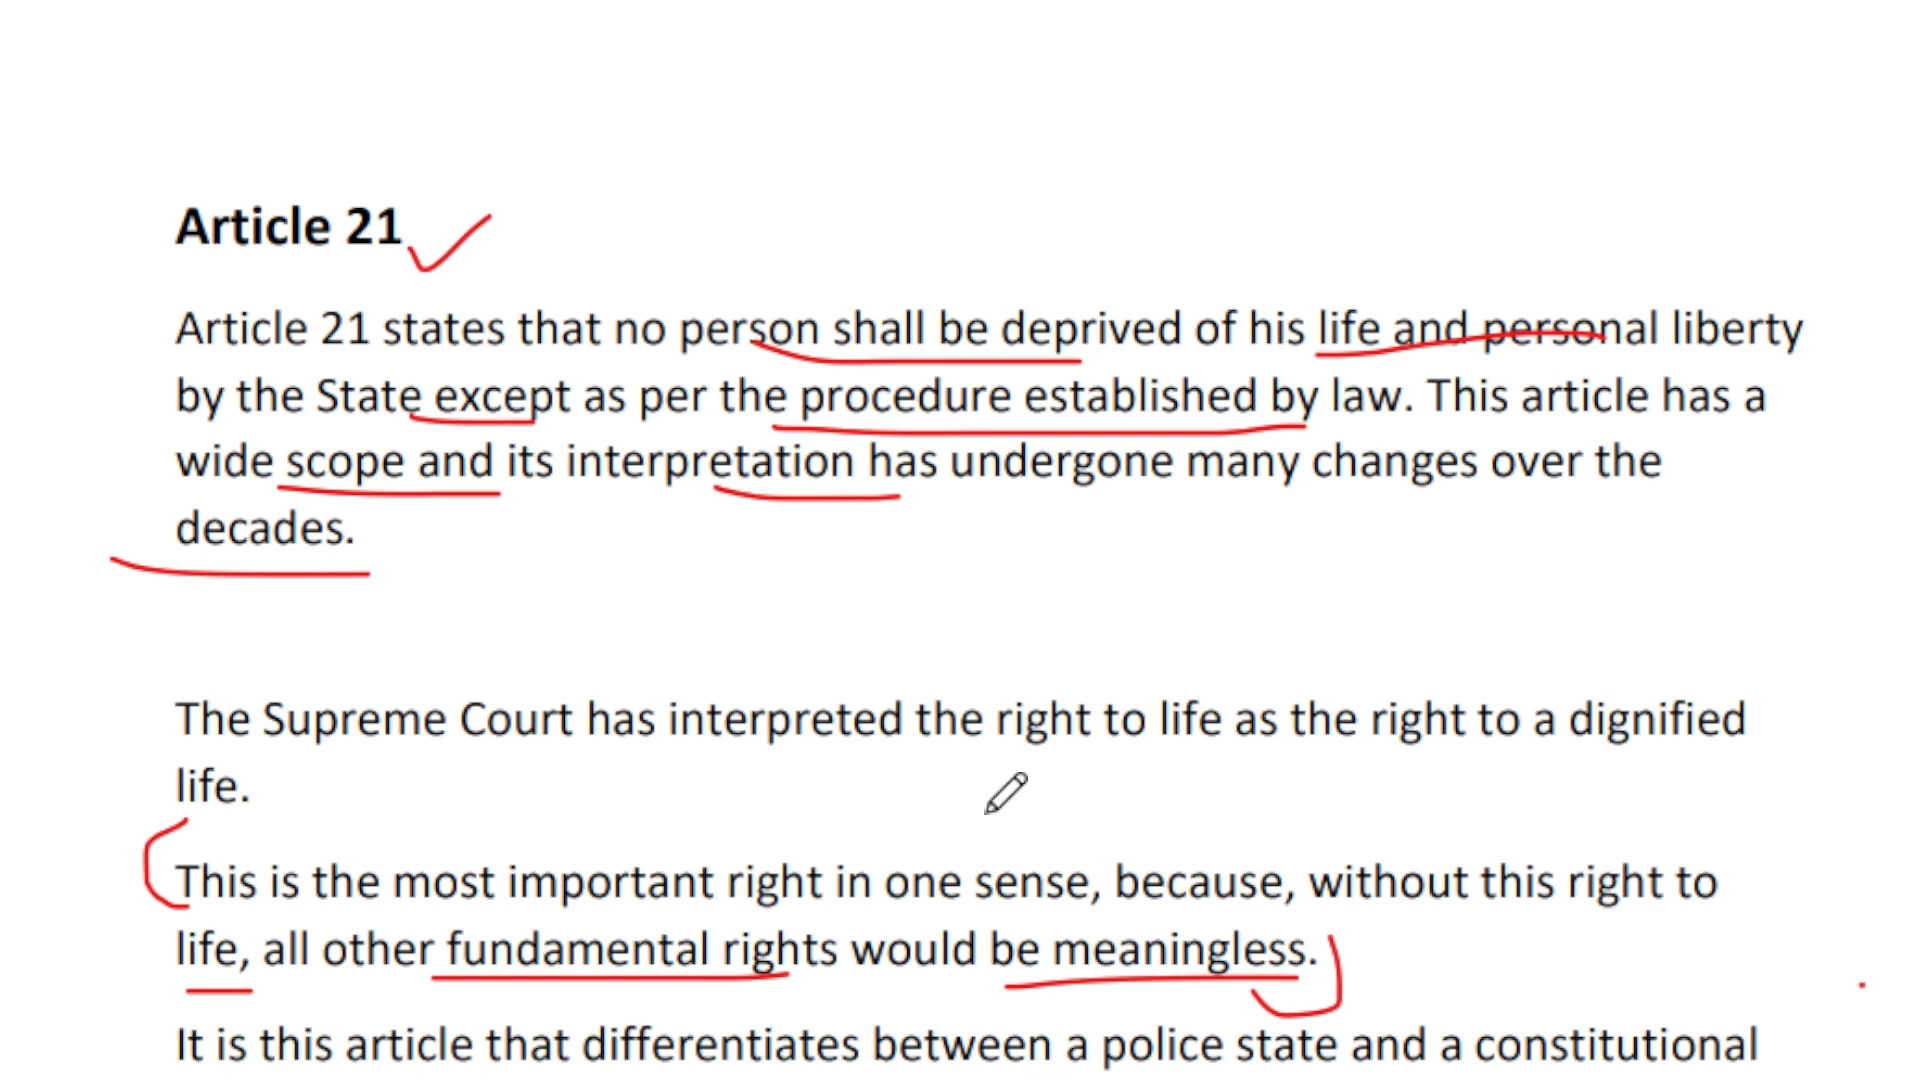 Article 21
Article 21 states that no person shall be deprived of his life and personal liberty
by the State except as per the procedure established by law. This article has a
wide scope and its interpretation has undergone many changes over the
decades.
The Supreme Court has interpreted the right to life as the right to a dignified
life.
This is the most important right in one sense, because, without this right to
life, all other fundamental rights would be meaningless.
It is this article that differentiates between a police state and a constitutional